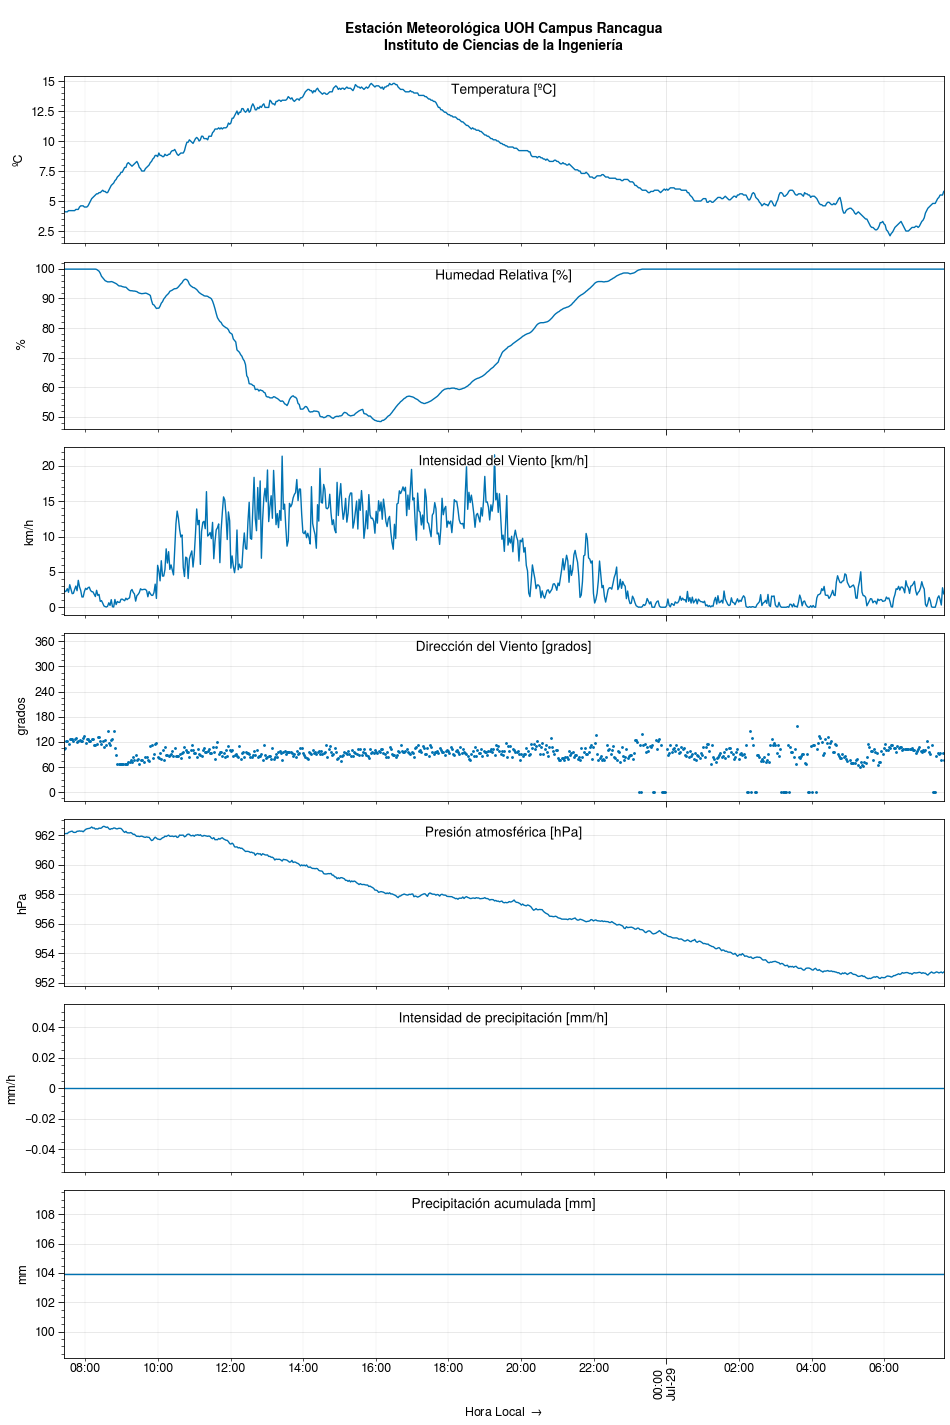 Estación Meteorológica UOH Campus Rancagua
Instituto de Ciencias de la Ingeniería
Temperatura [ºC]
ºC
15
12.5
10
7.5
5
2.5
Humedad Relativa [%]
%
100
90
80
70
60
50
Intensidad del Viento [km/h]
km/h
20
15
10
5
0
Dirección del Viento [grados]
grados
360
300
240
180
120
60
0
Presión atmosférica [hPa]
hPa
962
960
958
956
954
952
Intensidad de precipitación [mm/h]
mm/h
0.04
0.02
0
−0.02
−0.04
Precipitación acumulada [mm]
mm
108
106
104
102
100
08:00 10:00 12:00 14:00 16:00 18:00 20:00 22:00 00:00 02:00 04:00 06:00
Jul-29
Hora Local →